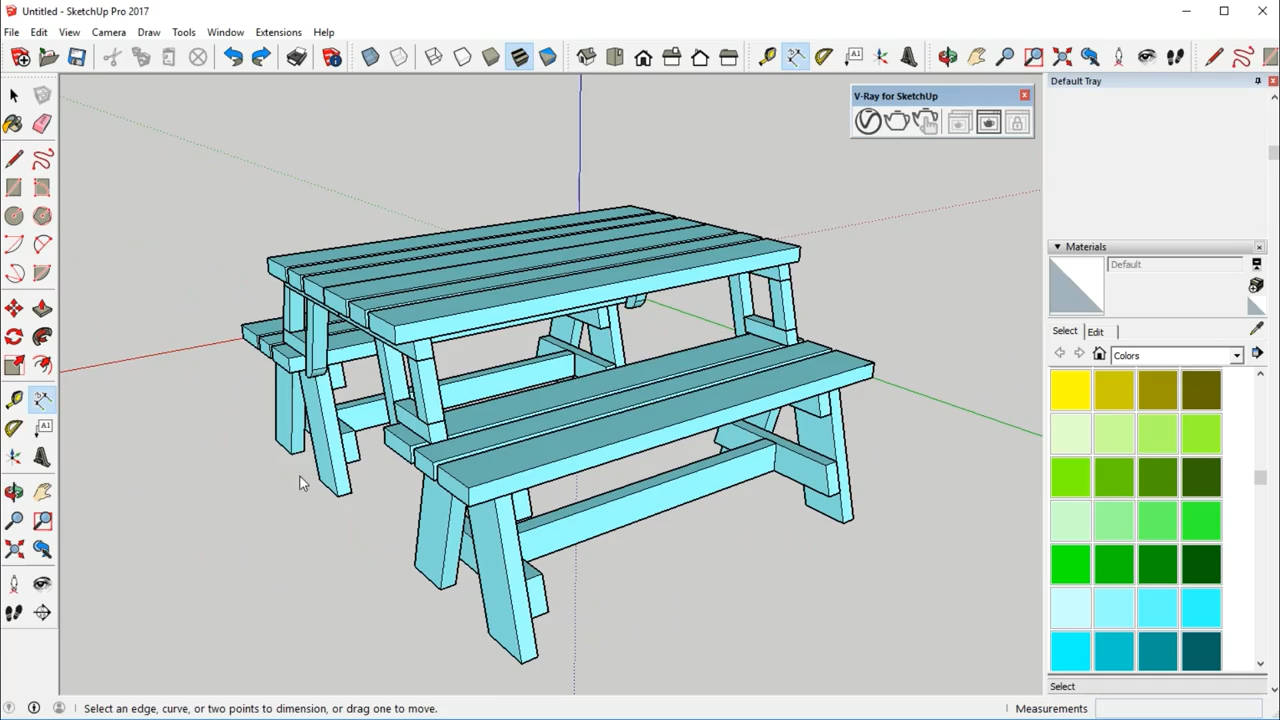 Untitled - SketchUp Pro 2017
File Edit View Camera Draw Tools Window Extensions Help
A1
V-Ray for SketchUp
Default Tray
Materials
Default
Select Edit
Colors
A1
Select
Select an edge, curve, or two points to dimension, or drag one to move.
Measurements